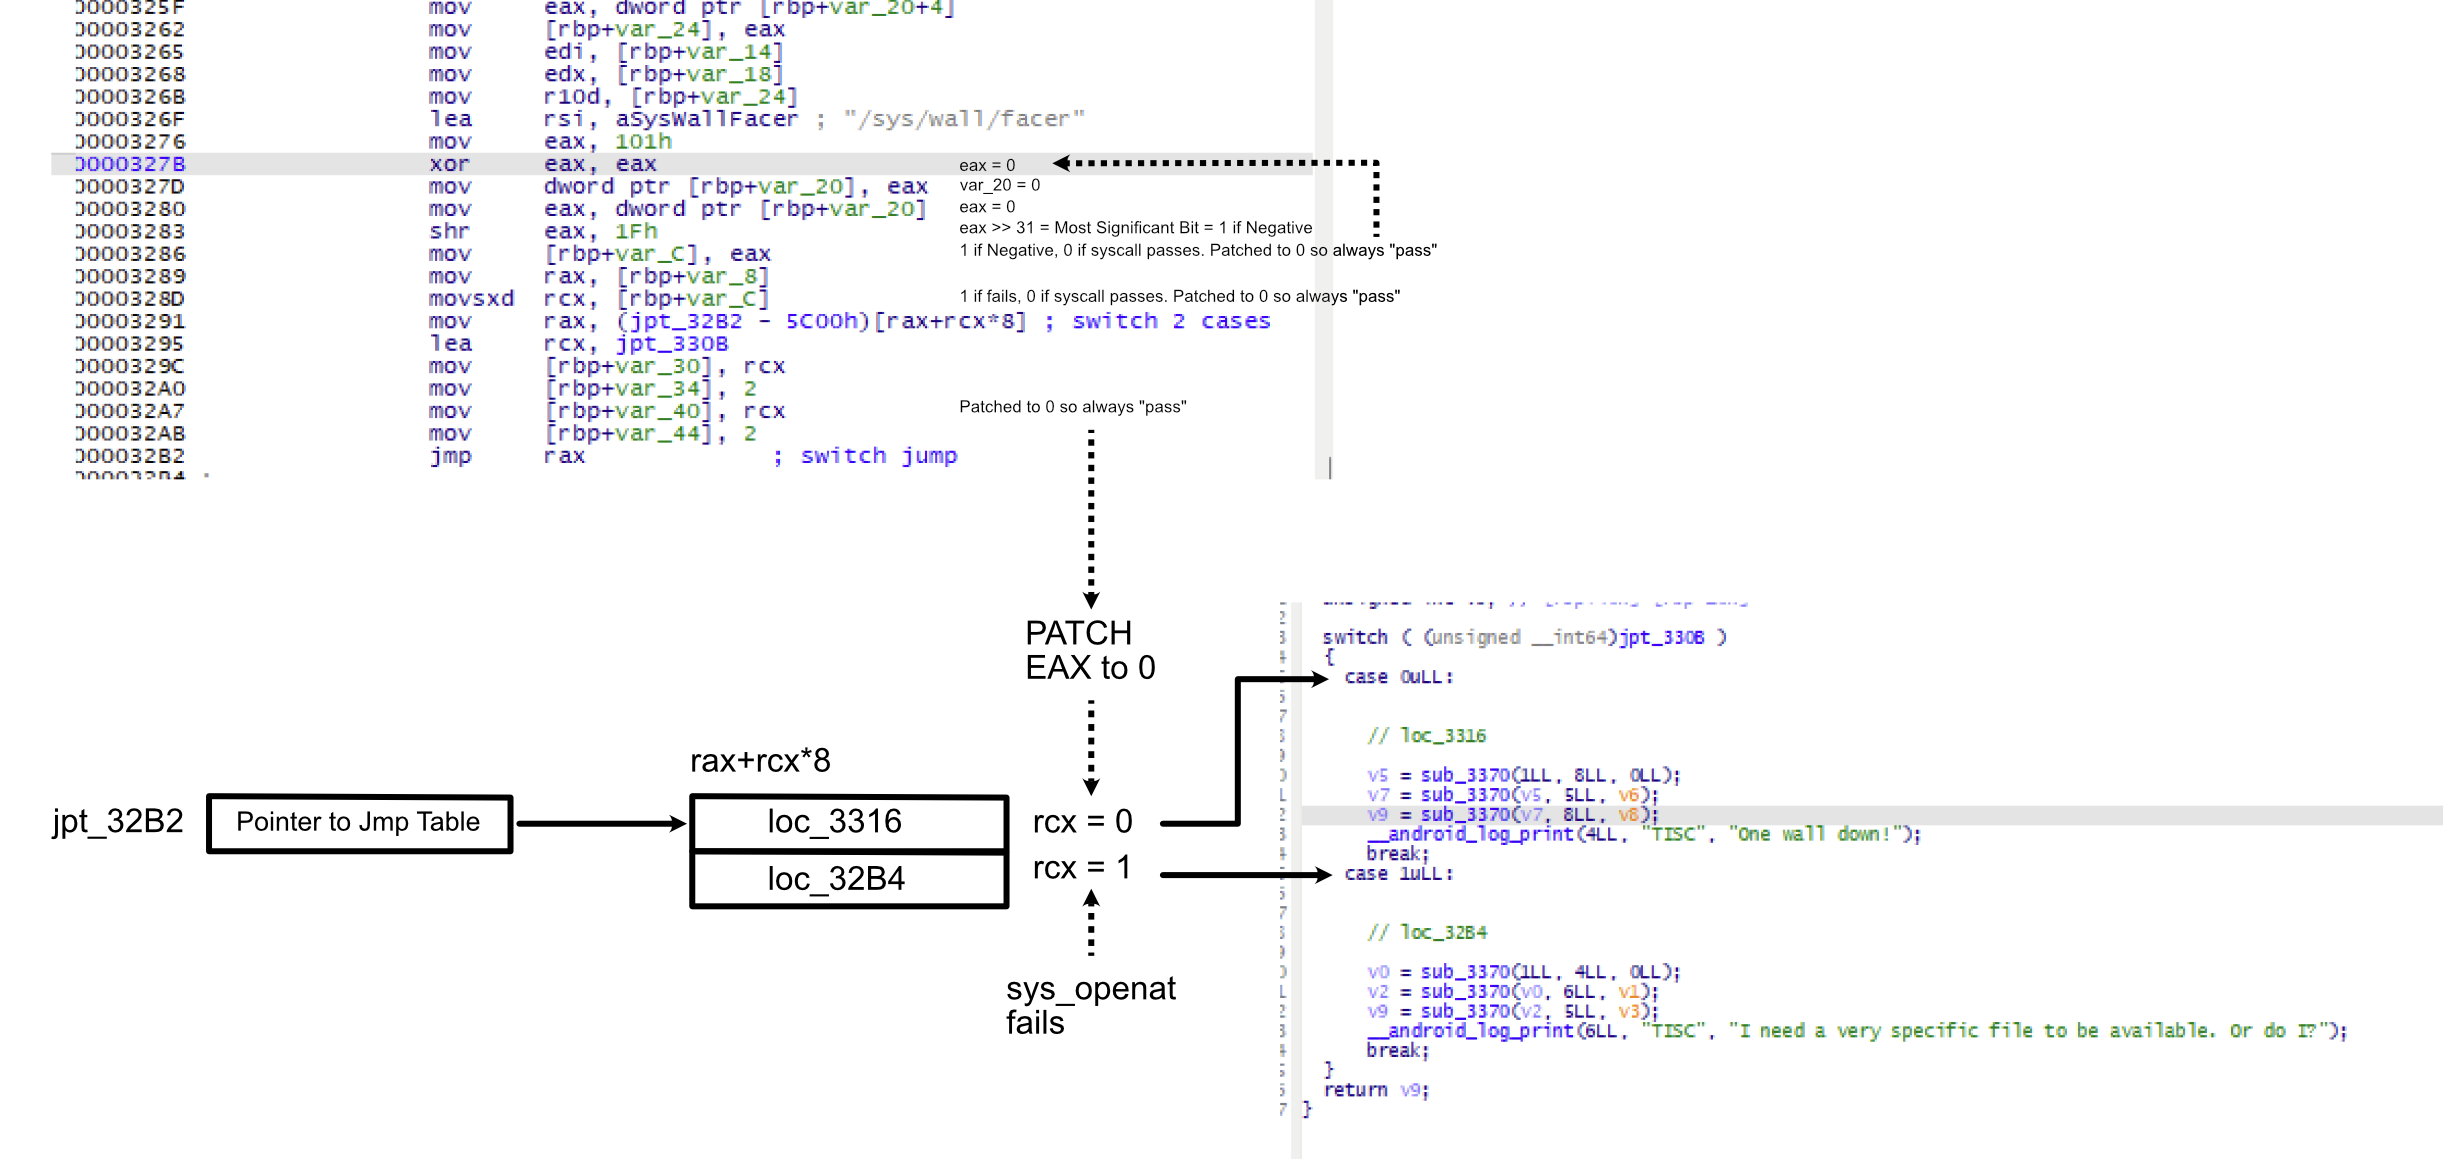 0000325F mov eax, dword ptr [rbp+var_20+4]
00003262 mov [rbp+var_24], eax
00003265 mov edi, [rbp+var_14]
00003268 mov edx, [rbp+var_18]
0000326B mov r10d, [rbp+var_24]
0000326F lea rsi, aSysWallFacer ; "/sys/wall/facer"
00003276 mov eax, 101h
0000327B xor eax, eax eax = 0
0000327D mov dword ptr [rbp+var_20], eax var_20 = 0
00003280 mov eax, dword ptr [rbp+var_20] eax = 0
00003283 shr eax, 1Fh eax >> 31 = Most Significant Bit = 1 if Negative
00003286 mov [rbp+var_C], eax 1 if Negative, 0 if syscall passes. Patched to 0 so always "pass"
00003289 mov rax, [rbp+var_8]
0000328D movsxd rcx, [rbp+var_C] 1 if fails, 0 if syscall passes. Patched to 0 so always "pass"
00003291 mov rax, (jpt_32B2 - 5C00h)[rax+rcx*8] ; switch 2 cases
00003295 lea rcx, jpt_330B
0000329C mov [rbp+var_30], rcx
000032A0 mov [rbp+var_34], 2
000032A7 mov [rbp+var_40], rcx Patched to 0 so always "pass"
000032AB mov [rbp+var_44], 2
000032B2 jmp rax ; switch jump
000032B4
PATCH
EAX to 0
rax+rcx*8
jpt_32B2 Pointer to Jmp Table loc_3316 rcx = 0
loc_32B4 rcx = 1
sys_openat
fails
switch ( (unsigned __int64)jpt_330B )
{
case 0uLL:
// loc_3316
v5 = sub_3370(1LL, 8LL, 0LL);
v7 = sub_3370(v5, 5LL, v6);
v9 = sub_3370(v7, 8LL, v8);
__android_log_print(4LL, "TISC", "One wall down!");
break;
case 1uLL:
// loc_32B4
v0 = sub_3370(1LL, 4LL, 0LL);
v2 = sub_3370(v0, 6LL, v1);
v9 = sub_3370(v2, 5LL, v3);
__android_log_print(6LL, "TISC", "I need a very specific file to be available. Or do I?");
break;
}
return v9;
}